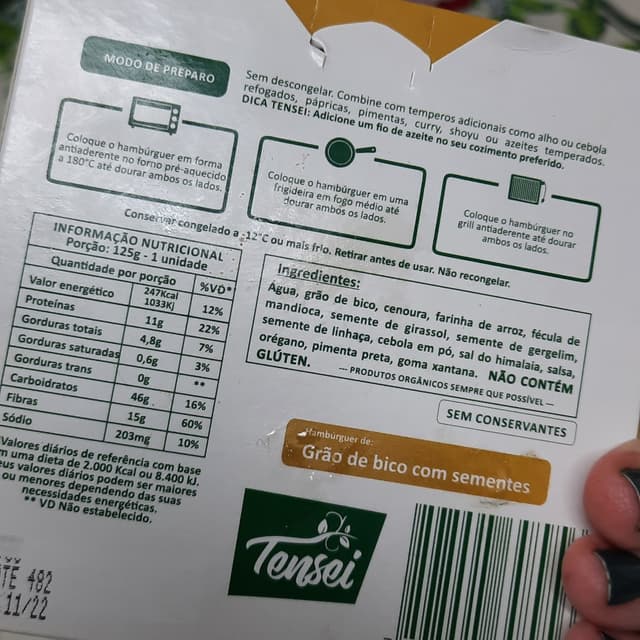 MODO DE PREPARO
Sem descongelar. Combine com temperos adicionais como alho ou cebola
refogados, pápricas, pimentas, curry, shoyu ou azeites temperados.
DICA TENSEI: Adicione um fio de azeite no seu cozimento preferido.
Coloque o hambúrguer em forma
antiaderente no forno pré-aquecido
a 180°C até dourar ambos os lados.
Coloque o hambúrguer em uma
frigideira em fogo médio até
dourar ambos os lados.
Coloque o hambúrguer no
grill antiaderente até dourar
ambos os lados.
Conservar congelado a -12°C ou mais frio. Retirar antes de usar. Não recongelar.
INFORMAÇÃO NUTRICIONAL
Porção: 125g - 1 unidade
Quantidade por porção %VD*
Valor energético 247Kcal 1033Kj 12%
Proteínas 11g 22%
Gorduras totais 4,8g 7%
Gorduras saturadas 0,6g 3%
Gorduras trans 0g **
Carboidratos 46g 16%
Fibras 15g 60%
Sódio 203mg 10%
Valores diários de referência com base
m uma dieta de 2.000 Kcal ou 8.400 kJ.
eus valores diários podem ser maiores
ou menores dependendo das suas
necessidades energéticas.
** VD Não estabelecido.
Ingredientes:
Água, grão de bico, cenoura, farinha de arroz, fécula de
mandioca, semente de girassol, semente de gergelim,
semente de linhaça, cebola em pó, sal do himalaia, salsa,
orégano, pimenta preta, goma xantana. NÃO CONTÉM
GLÚTEN. --- PRODUTOS ORGÂNICOS SEMPRE QUE POSSÍVEL ---
SEM CONSERVANTES
Hambúrguer de:
Grão de bico com sementes
Tensei
TE 482
11/22